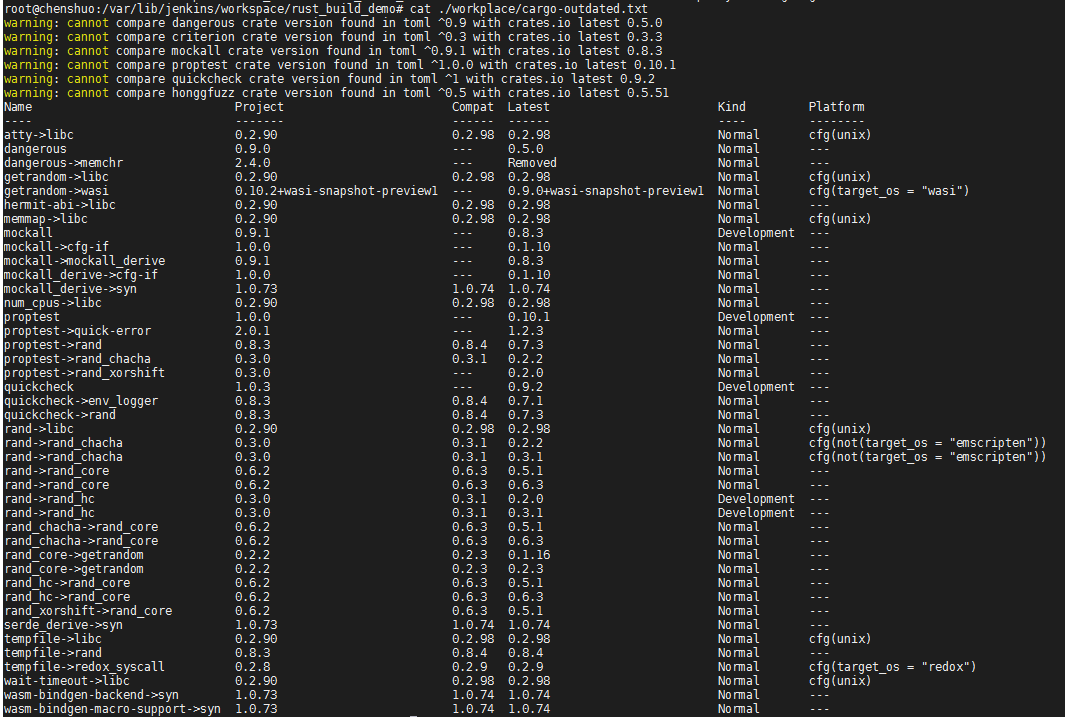 root@chenshuo:/var/lib/jenkins/workspace/rust_build_demo# cat ./workplace/cargo-outdated.txt
warning: cannot compare dangerous crate version found in toml ^0.9 with crates.io latest 0.5.0
warning: cannot compare criterion crate version found in toml ^0.3 with crates.io latest 0.3.3
warning: cannot compare mockall crate version found in toml ^0.9.1 with crates.io latest 0.8.3
warning: cannot compare proptest crate version found in toml ^1.0.0 with crates.io latest 0.10.1
warning: cannot compare quickcheck crate version found in toml ^1 with crates.io latest 0.9.2
warning: cannot compare honggfuzz crate version found in toml ^0.5 with crates.io latest 0.5.51
Name Project Compat Latest Kind Platform
---- ------- ------ ------ ---- --------
atty->libc 0.2.90 0.2.98 0.2.98 Normal cfg(unix)
dangerous 0.9.0 --- 0.5.0 Normal ---
dangerous->memchr 2.4.0 --- Removed Normal ---
getrandom->libc 0.2.90 0.2.98 0.2.98 Normal cfg(unix)
getrandom->wasi 0.10.2+wasi-snapshot-preview1 --- 0.9.0+wasi-snapshot-preview1 Normal cfg(target_os = "wasi")
hermit-abi->libc 0.2.90 0.2.98 0.2.98 Normal ---
memmap->libc 0.2.90 0.2.98 0.2.98 Normal cfg(unix)
mockall 0.9.1 --- 0.8.3 Development ---
mockall->cfg-if 1.0.0 --- 0.1.10 Normal ---
mockall->mockall_derive 0.9.1 --- 0.8.3 Normal ---
mockall_derive->cfg-if 1.0.0 --- 0.1.10 Normal ---
mockall_derive->syn 1.0.73 1.0.74 1.0.74 Normal ---
num_cpus->libc 0.2.90 0.2.98 0.2.98 Normal ---
proptest 1.0.0 --- 0.10.1 Development ---
proptest->quick-error 2.0.1 --- 1.2.3 Normal ---
proptest->rand 0.8.3 0.8.4 0.7.3 Normal ---
proptest->rand_chacha 0.3.0 0.3.1 0.2.2 Normal ---
proptest->rand_xorshift 0.3.0 --- 0.2.0 Normal ---
quickcheck 1.0.3 --- 0.9.2 Development ---
quickcheck->env_logger 0.8.3 0.8.4 0.7.1 Normal ---
quickcheck->rand 0.8.3 0.8.4 0.7.3 Normal ---
rand->libc 0.2.90 0.2.98 0.2.98 Normal cfg(unix)
rand->rand_chacha 0.3.0 0.3.1 0.2.2 Normal cfg(not(target_os = "emscripten"))
rand->rand_chacha 0.3.0 0.3.1 0.3.1 Normal cfg(not(target_os = "emscripten"))
rand->rand_core 0.6.2 0.6.3 0.5.1 Normal ---
rand->rand_core 0.6.2 0.6.3 0.6.3 Normal ---
rand->rand_hc 0.3.0 0.3.1 0.2.0 Development ---
rand->rand_hc 0.3.0 0.3.1 0.3.1 Development ---
rand_chacha->rand_core 0.6.2 0.6.3 0.5.1 Normal ---
rand_chacha->rand_core 0.6.2 0.6.3 0.6.3 Normal ---
rand_core->getrandom 0.2.2 0.2.3 0.1.16 Normal ---
rand_core->getrandom 0.2.2 0.2.3 0.2.3 Normal ---
rand_hc->rand_core 0.6.2 0.6.3 0.5.1 Normal ---
rand_hc->rand_core 0.6.2 0.6.3 0.6.3 Normal ---
rand_xorshift->rand_core 0.6.2 0.6.3 0.5.1 Normal ---
serde_derive->syn 1.0.73 1.0.74 1.0.74 Normal ---
tempfile->libc 0.2.90 0.2.98 0.2.98 Normal cfg(unix)
tempfile->rand 0.8.3 0.8.4 0.8.4 Normal ---
tempfile->redox_syscall 0.2.8 0.2.9 0.2.9 Normal cfg(target_os = "redox")
wait-timeout->libc 0.2.90 0.2.98 0.2.98 Normal cfg(unix)
wasm-bindgen-backend->syn 1.0.73 1.0.74 1.0.74 Normal ---
wasm-bindgen-macro-support->syn 1.0.73 1.0.74 1.0.74 Normal ---